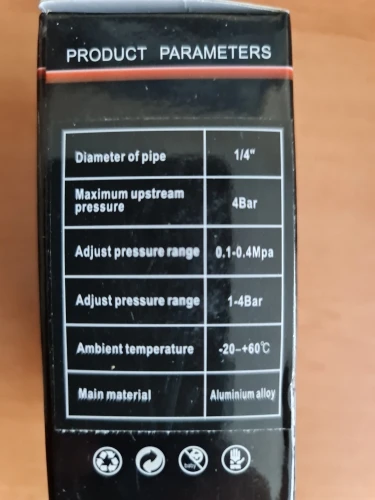 PRODUCT PARAMETERS
Diameter of pipe 1/4"
Maximum upstream
pressure 4Bar
Adjust pressure range 0.1-0.4Mpa
Adjust pressure range 1-4Bar
Ambient temperature -20–+60℃
Main material Aluminium alloy